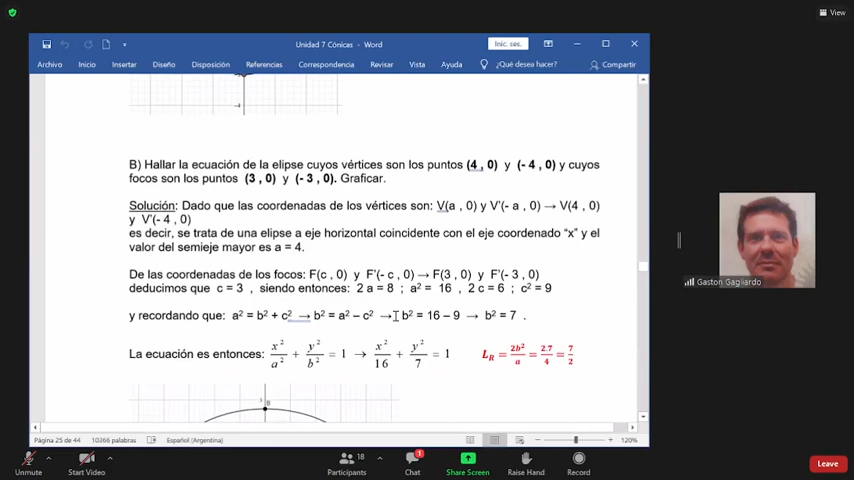 View
Unidad 7 Cónicas - Word
Inic. ses.
Archivo Inicio Insertar Diseño Disposición Referencias Correspondencia Revisar Vista Ayuda ¿Qué desea hacer? Compartir
B) Hallar la ecuación de la elipse cuyos vértices son los puntos (4 , 0) y (- 4 , 0) y cuyos
focos son los puntos (3 , 0) y (- 3 , 0). Graficar.
Solución: Dado que las coordenadas de los vértices son: V(a , 0) y V'(- a , 0) → V(4 , 0)
y V'(- 4 , 0)
es decir, se trata de una elipse a eje horizontal coincidente con el eje coordenado "x" y el
valor del semieje mayor es a = 4.
De las coordenadas de los focos: F(c , 0) y F'(- c , 0) → F(3 , 0) y F'(- 3 , 0)
deducimos que c = 3 , siendo entonces: 2 a = 8 ; a² = 16 , 2 c = 6 ; c² = 9
y recordando que: a² = b² + c² → b² = a² – c² → b² = 16 – 9 → b² = 7 .
La ecuación es entonces: x²/a² + y²/b² = 1 → x²/16 + y²/7 = 1 L_R = 2b²/a = 2.7/4 = 7/2
B
Gaston Gagliardo
Página 25 de 44 10366 palabras Español (Argentina) 120%
18 1
Unmute Start Video Participants Chat Share Screen Raise Hand Record Leave